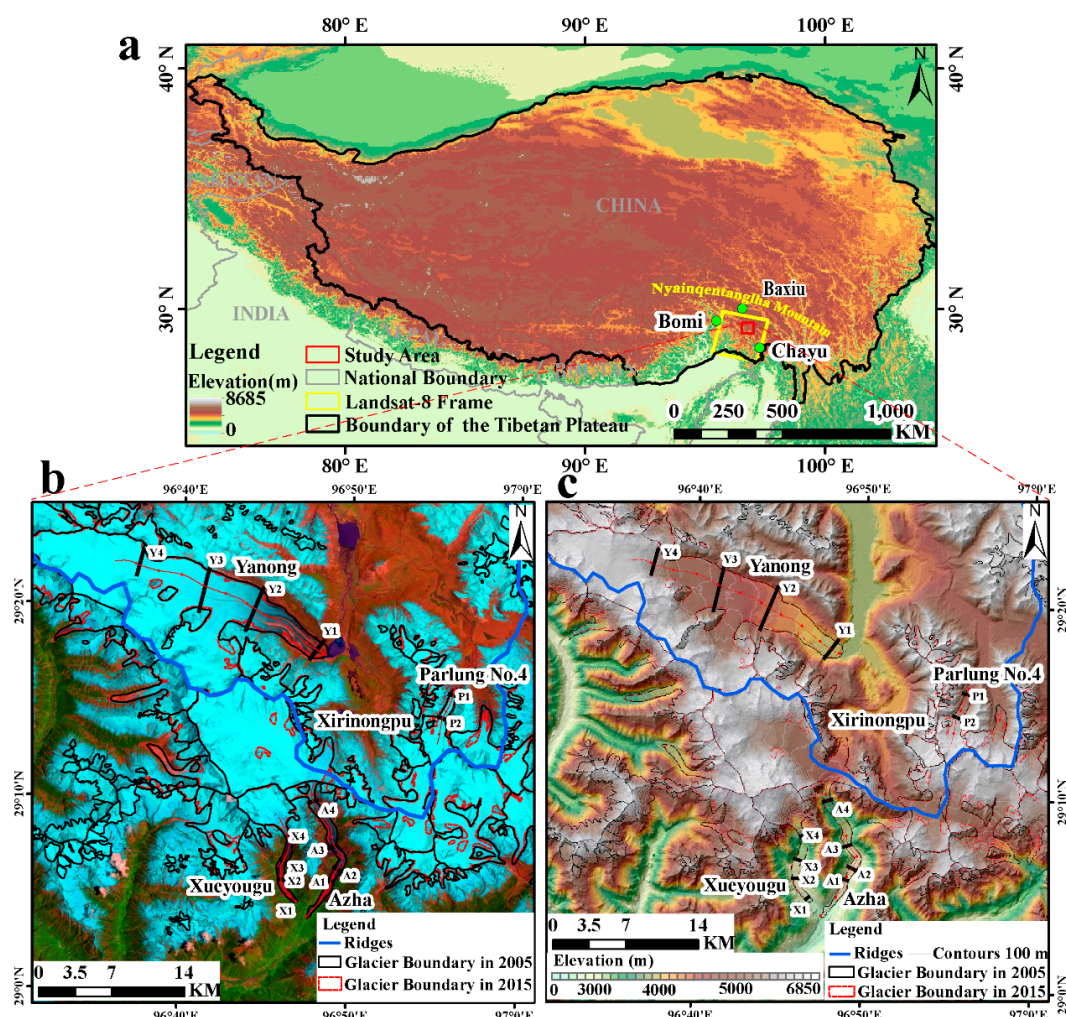 a
80° E
90° E
100° E
40° N
40° N
30° N
30° N
CHINA
INDIA
Nyainqentanglha Mountain
Baxiu
Bomi
Chayu
Legend
Elevation(m)
8685
0
Study Area
National Boundary
Landsat-8 Frame
Boundary of the Tibetan Plateau
0 250 500 1,000
KM
80° E
90° E
100° E
b
96°40'E
96°50'E
97°0'E
N
29°20'N
29°10'N
29°0'N
Y4
Y3
Yanong
Y2
Y1
Parlung No.4
P1
P2
Xirinongpu
A4
X4
A3
X3
X2
A1
A2
Xueyougu
Azha
X1
Legend
Ridges
Glacier Boundary in 2005
Glacier Boundary in 2015
0 3.5 7 14
KM
96°40'E
96°50'E
c
96°40'E
96°50'E
97°0'E
N
29°20'N
29°10'N
29°0'N
Y4
Y3
Yanong
Y2
Y1
Parlung No.4
P1
P2
Xirinongpu
A4
X4
A3
X3
X2
A1
A2
Xueyougu
X1
Azha
0 3.5 7 14
KM
Elevation (m)
0 3000 4000 5000 6850
Legend
Ridges Contours 100 m
Glacier Boundary in 2005
Glacier Boundary in 2015
96°40'E
96°50'E
97°0'E